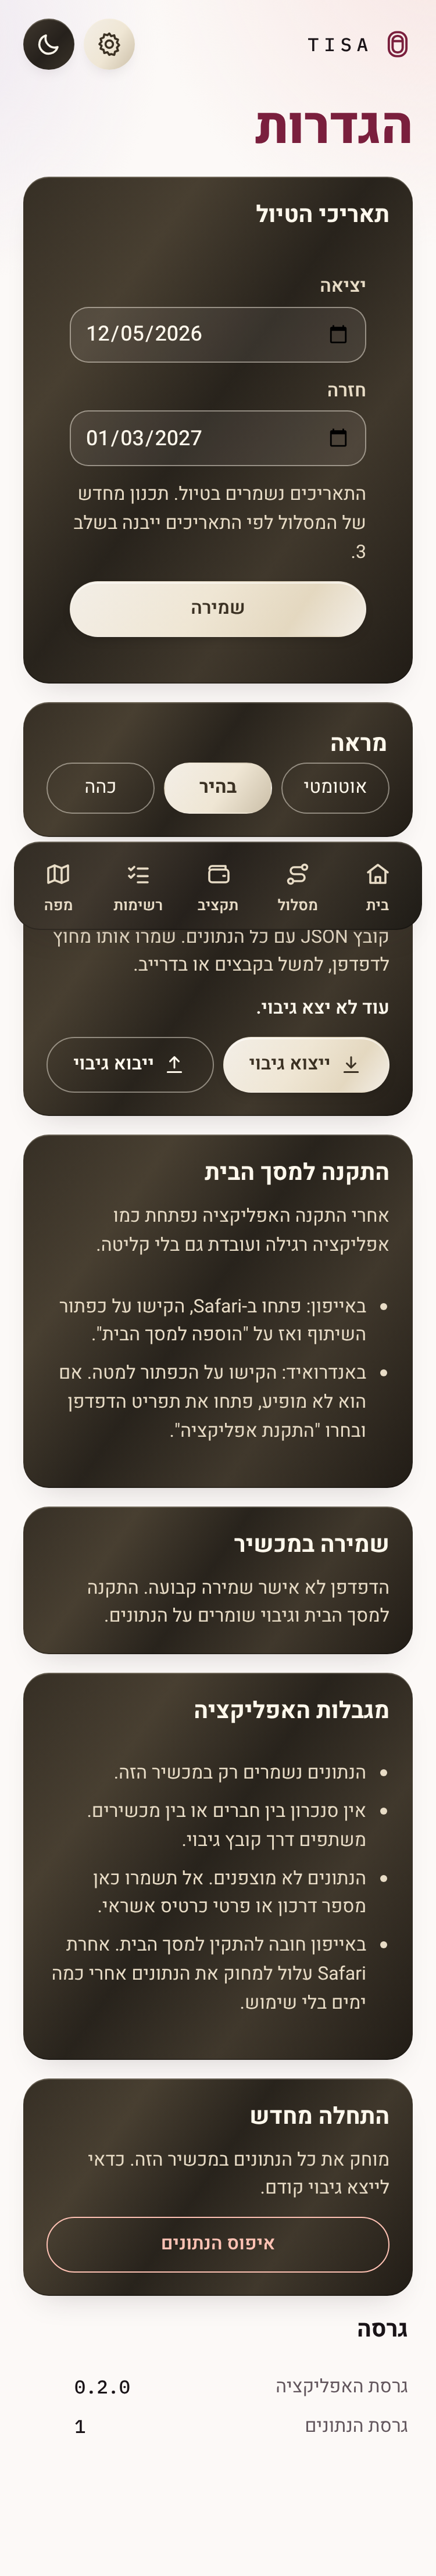 TISA
הגדרות
תאריכי הטיול
יציאה
12/05/2026
חזרה
01/03/2027
התאריכים נשמרים בטיול. תכנון מחדש
של המסלול לפי התאריכים ייבנה בשלב
3.
שמירה
מראה
אוטומטי
בהיר
כהה
בית
מסלול
תקציב
רשימות
מפה
קובץ JSON עם כל הנתונים. שמרו אותו מחוץ
לדפדפן, למשל בקבצים או בדרייב.
עוד לא יצא גיבוי.
ייצוא גיבוי
ייבוא גיבוי
התקנה למסך הבית
אחרי התקנה האפליקציה נפתחת כמו
אפליקציה רגילה ועובדת גם בלי קליטה.
• באייפון: פתחו ב-Safari, הקישו על כפתור
השיתוף ואז על "הוספה למסך הבית".
• באנדרואיד: הקישו על הכפתור למטה. אם
הוא לא מופיע, פתחו את תפריט הדפדפן
ובחרו "התקנת אפליקציה".
שמירה במכשיר
הדפדפן לא אישר שמירה קבועה. התקנה
למסך הבית וגיבוי שומרים על הנתונים.
מגבלות האפליקציה
• הנתונים נשמרים רק במכשיר הזה.
• אין סנכרון בין חברים או בין מכשירים.
משתפים דרך קובץ גיבוי.
• הנתונים לא מוצפנים. אל תשמרו כאן
מספר דרכון או פרטי כרטיס אשראי.
• באייפון חובה להתקין למסך הבית. אחרת
Safari עלול למחוק את הנתונים אחרי כמה
ימים בלי שימוש.
התחלה מחדש
מוחק את כל הנתונים במכשיר הזה. כדאי
לייצא גיבוי קודם.
איפוס הנתונים
גרסה
גרסת האפליקציה 0.2.0
גרסת הנתונים 1